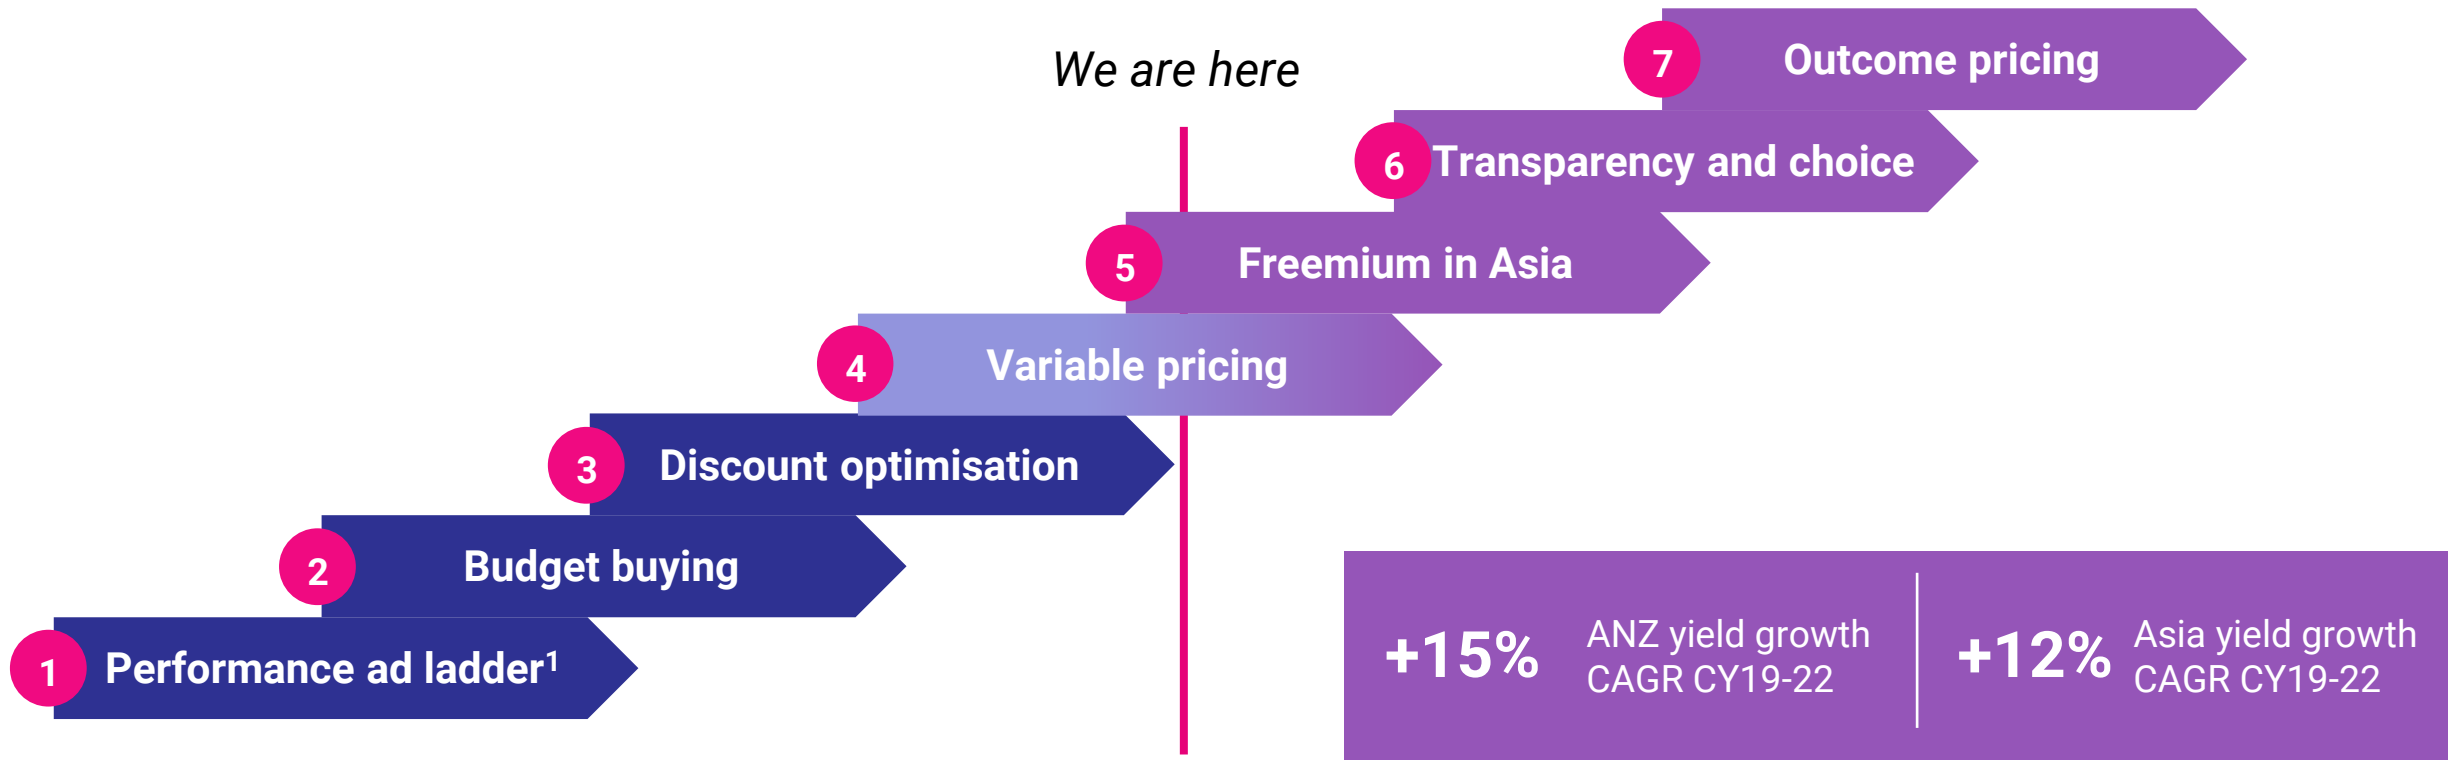 We are here
7 Outcome pricing
6 Transparency and choice
5 Freemium in Asia
4 Variable pricing
3 Discount optimisation
2 Budget buying
1 Performance ad ladder¹
+15%
ANZ yield growth
CAGR CY19-22
+12%
Asia yield growth
CAGR CY19-22